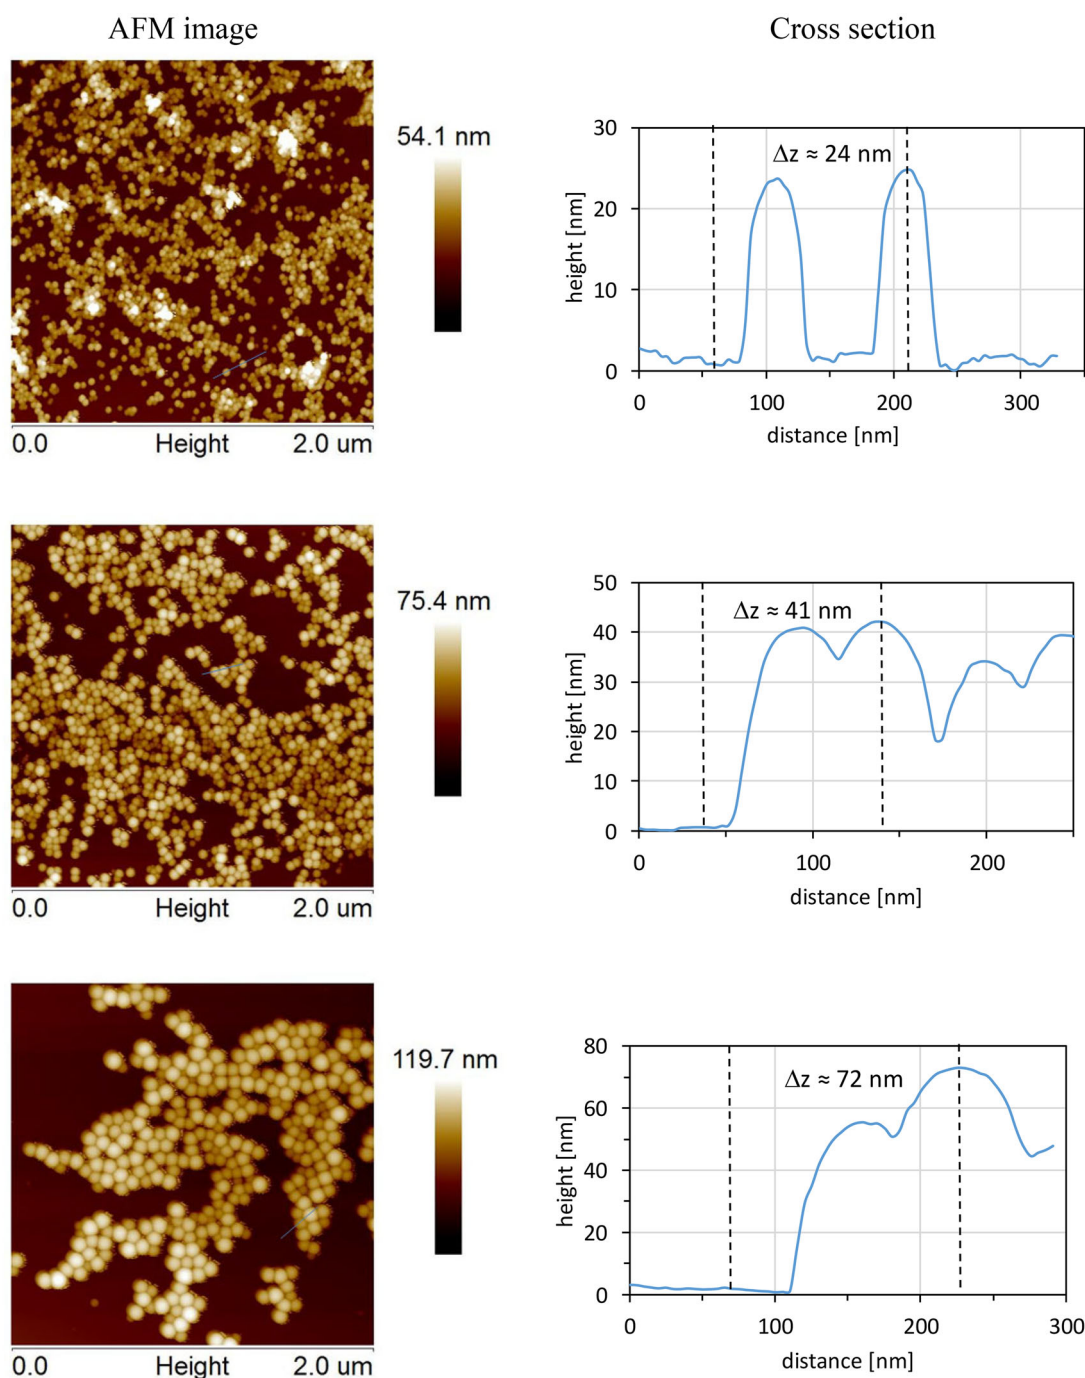 AFM image
Cross section
54.1 nm
0.0 Height 2.0 um
30
20
10
0
height [nm]
Δz ≈ 24 nm
0 100 200 300
distance [nm]
75.4 nm
0.0 Height 2.0 um
50
40
30
20
10
0
height [nm]
Δz ≈ 41 nm
0 100 200
distance [nm]
119.7 nm
0.0 Height 2.0 um
80
60
40
20
0
height [nm]
Δz ≈ 72 nm
0 100 200 300
distance [nm]